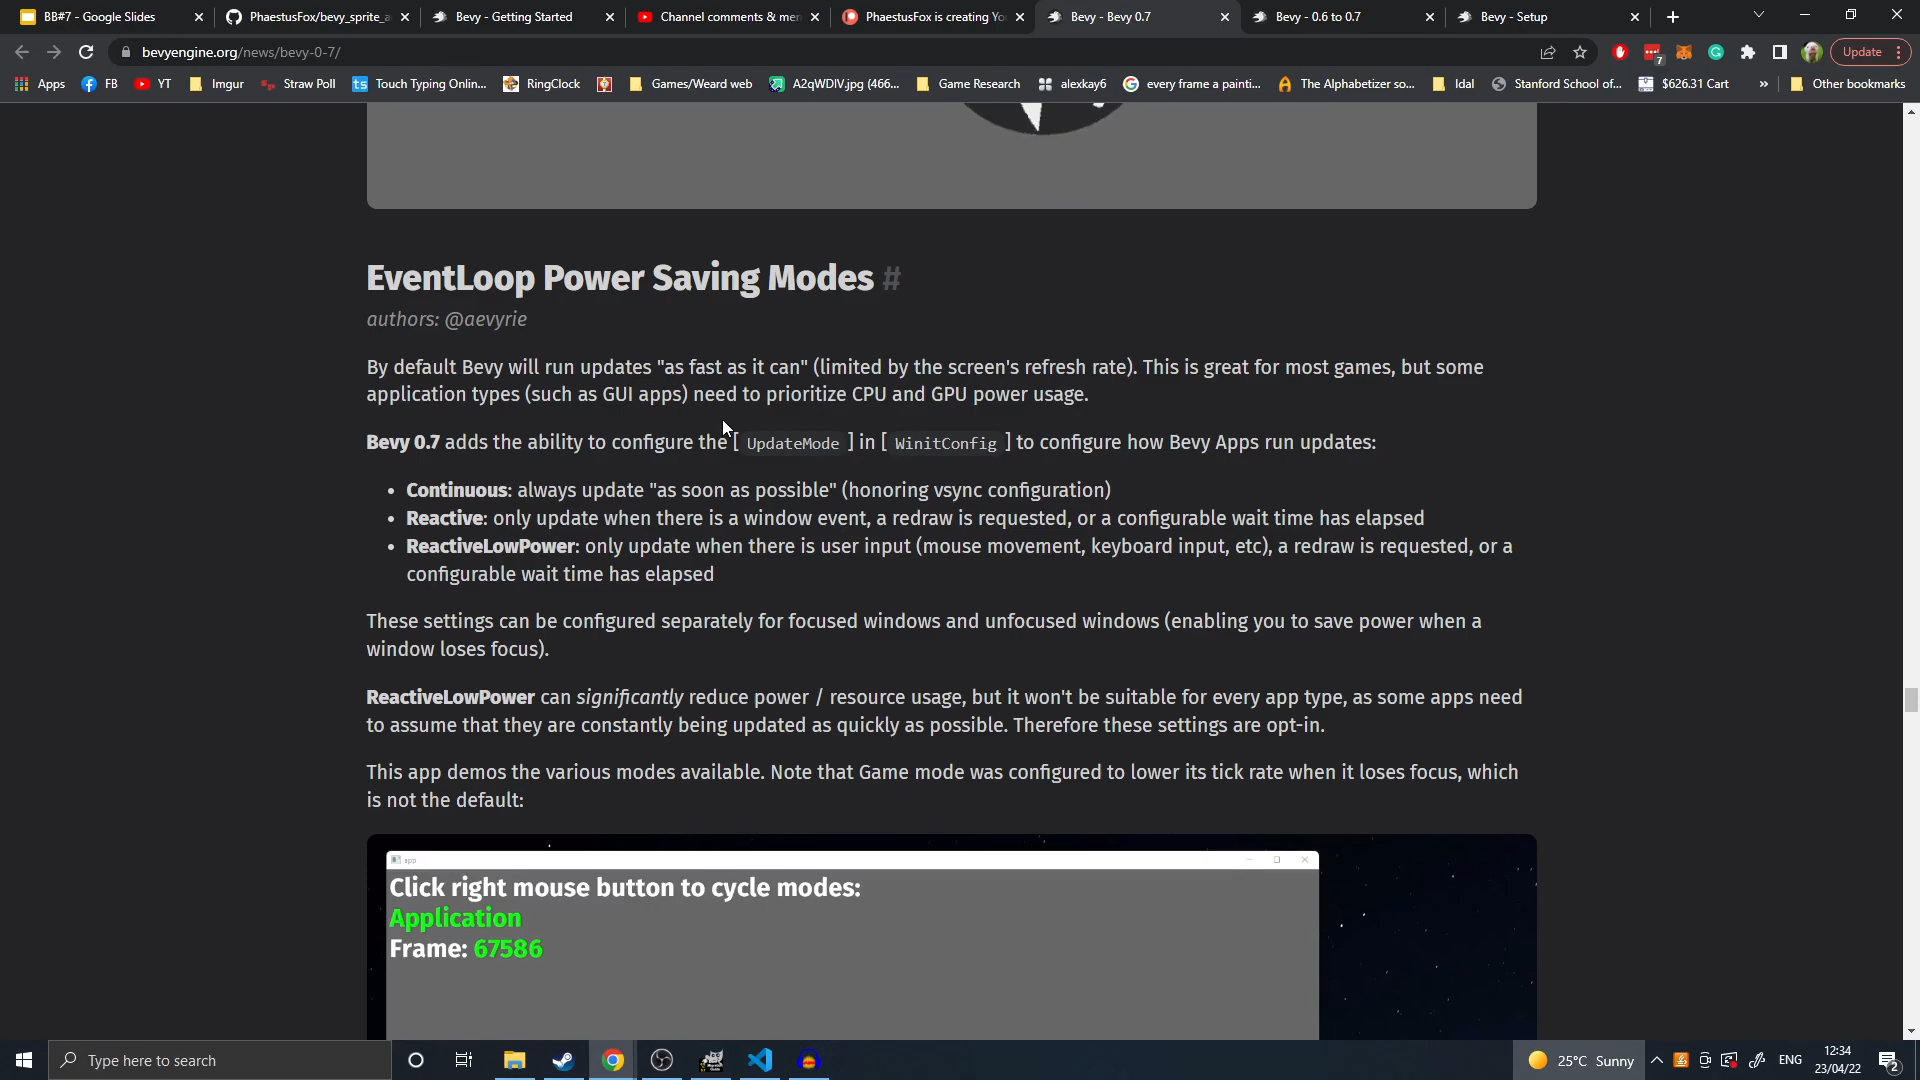 BB#7 - Google Slides
PhaestusFox/bevy_sprite_a
Bevy - Getting Started
Channel comments & men
PhaestusFox is creating Yo
Bevy - Bevy 0.7
Bevy - 0.6 to 0.7
Bevy - Setup
bevyengine.org/news/bevy-0-7/
7
Update
Apps
FB
YT
Imgur
Straw Poll
ts Touch Typing Onlin...
RingClock
Games/Weard web
A2qWDIV.jpg (466...
Game Research
alexkay6
every frame a painti...
The Alphabetizer so...
Idal
Stanford School of...
$626.31 Cart
»
Other bookmarks
EventLoop Power Saving Modes #
authors: @aevyrie
By default Bevy will run updates "as fast as it can" (limited by the screen's refresh rate). This is great for most games, but some
application types (such as GUI apps) need to prioritize CPU and GPU power usage.
Bevy 0.7 adds the ability to configure the [ UpdateMode ] in [ WinitConfig ] to configure how Bevy Apps run updates:
• Continuous: always update "as soon as possible" (honoring vsync configuration)
• Reactive: only update when there is a window event, a redraw is requested, or a configurable wait time has elapsed
• ReactiveLowPower: only update when there is user input (mouse movement, keyboard input, etc), a redraw is requested, or a
configurable wait time has elapsed
These settings can be configured separately for focused windows and unfocused windows (enabling you to save power when a
window loses focus).
ReactiveLowPower can significantly reduce power / resource usage, but it won't be suitable for every app type, as some apps need
to assume that they are constantly being updated as quickly as possible. Therefore these settings are opt-in.
This app demos the various modes available. Note that Game mode was configured to lower its tick rate when it loses focus, which
is not the default:
app
Click right mouse button to cycle modes:
Application
Frame: 67586
Type here to search
25°C Sunny
ENG
12:34
23/04/22
2